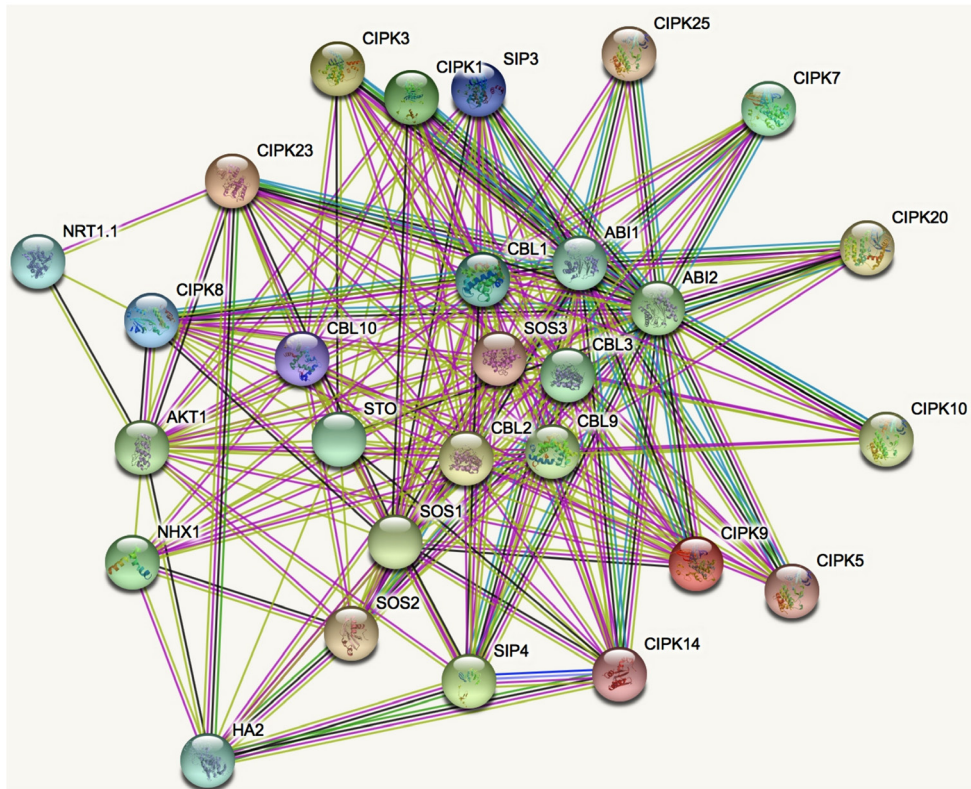 CIPK3
CIPK1
SIP3
CIPK25
CIPK7
CIPK23
CIPK20
NRT1.1
CBL1
ABI1
ABI2
CIPK8
CBL10
SOS3
CBL3
AKT1
STO
CBL2
CBL9
CIPK10
SOS1
NHX1
CIPK9
CIPK5
SOS2
SIP4
CIPK14
HA2